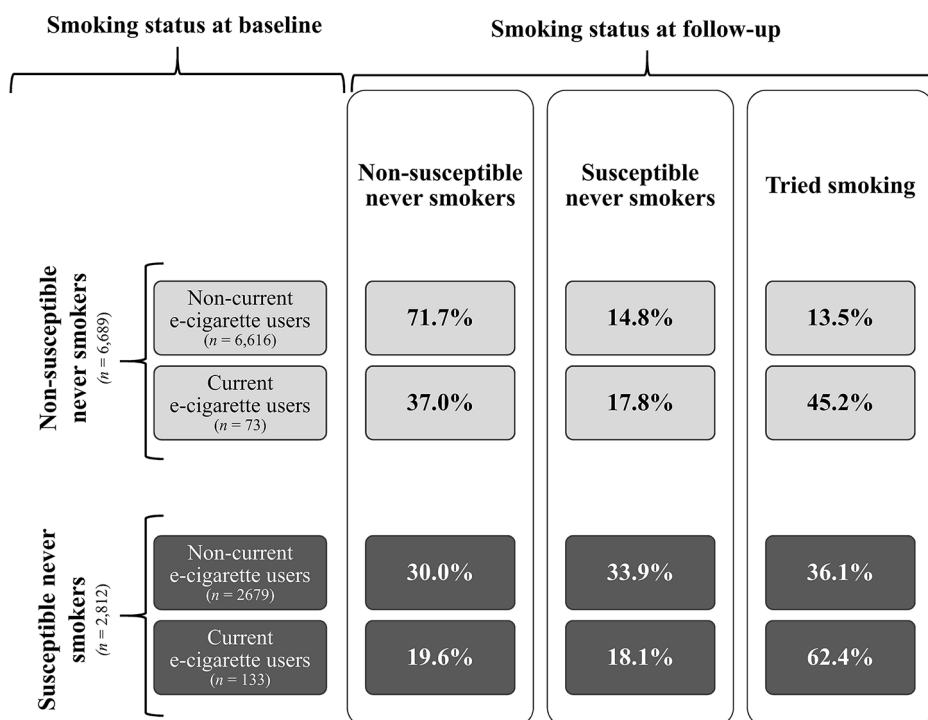 Smoking status at baseline
Smoking status at follow-up
Non-susceptible
never smokers
Susceptible
never smokers
Tried smoking
Non-susceptible
never smokers
(n = 6,689)
Non-current
e-cigarette users
(n = 6,616)
71.7%
14.8%
13.5%
Current
e-cigarette users
(n = 73)
37.0%
17.8%
45.2%
Susceptible never
smokers
(n = 2,812)
Non-current
e-cigarette users
(n = 2679)
30.0%
33.9%
36.1%
Current
e-cigarette users
(n = 133)
19.6%
18.1%
62.4%